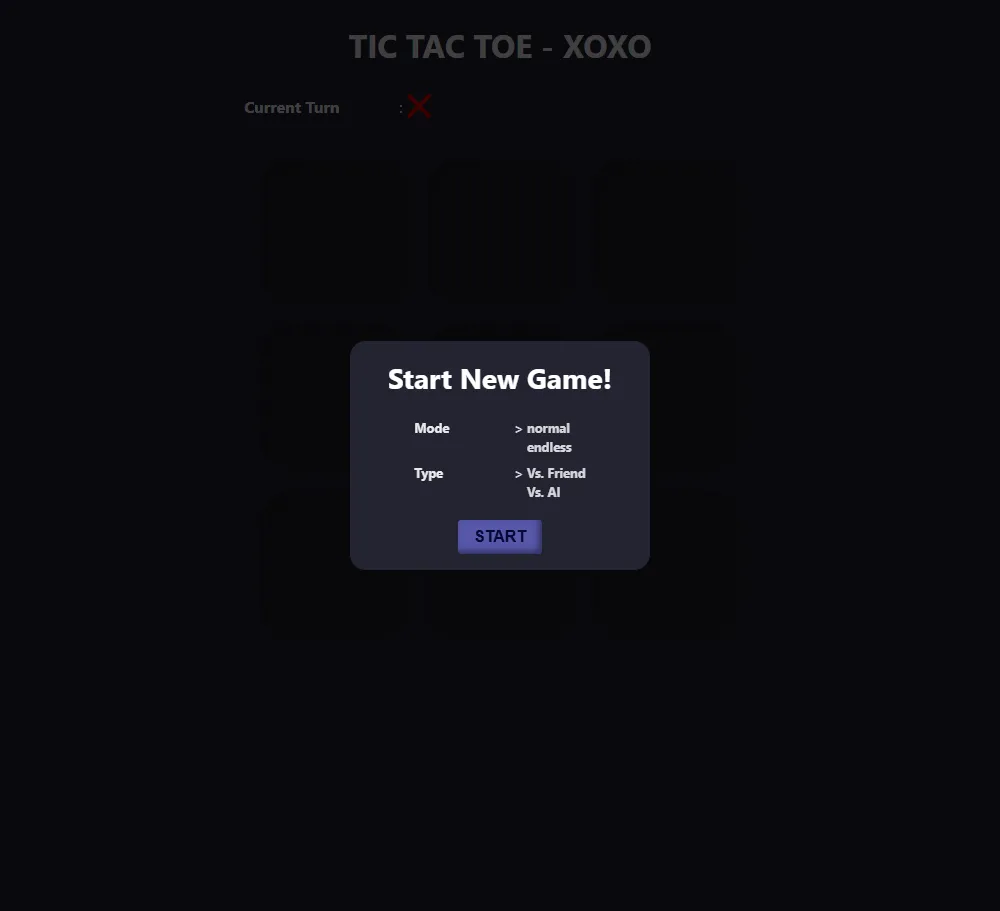 TIC TAC TOE - XOXO
Current Turn : ❌
Start New Game!
Mode > normal
endless
Type > Vs. Friend
Vs. AI
START